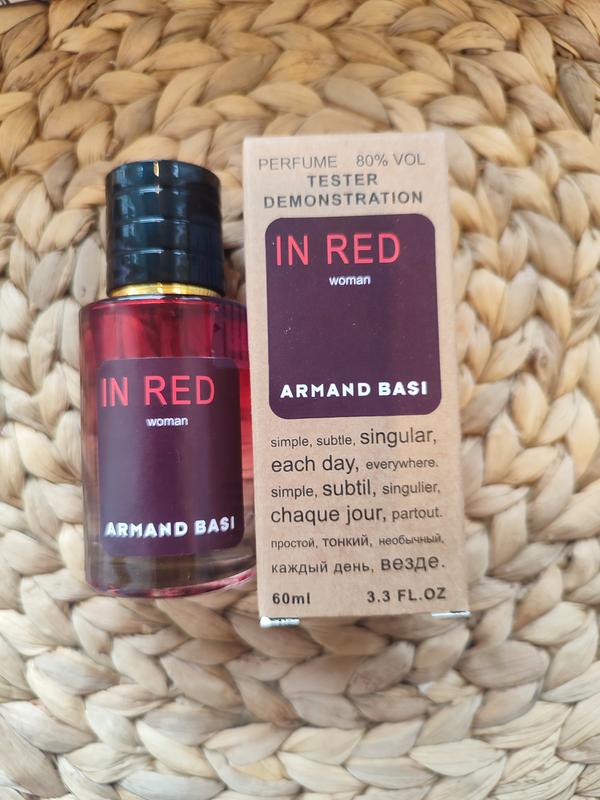 IN RED
woman
ARMAND BASI
PERFUME 80% VOL
TESTER
DEMONSTRATION
IN RED
woman
ARMAND BASI
simple, subtle, singular,
each day, everywhere.
simple, subtil, singulier,
chaque jour, partout.
простой, тонкий, необычный,
каждый день, везде.
60ml 3.3 FL.OZ